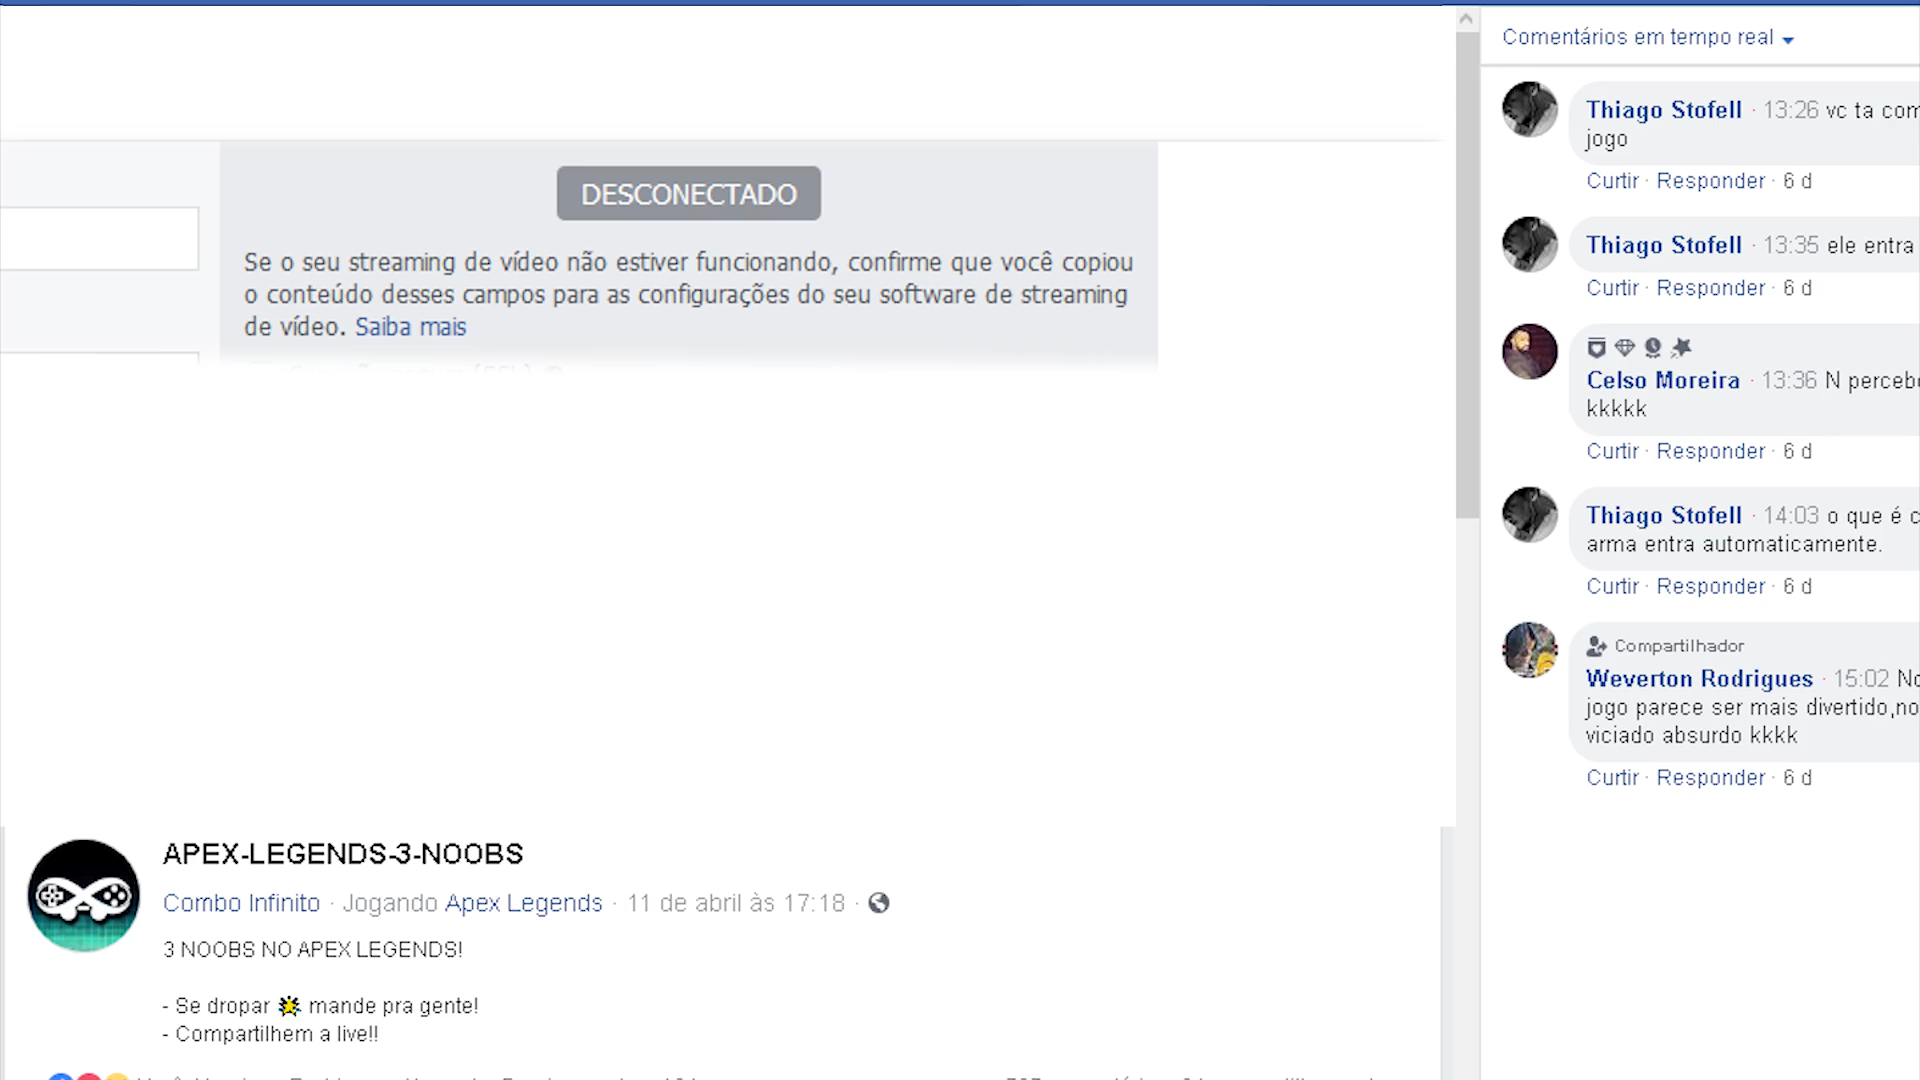 DESCONECTADO
Se o seu streaming de vídeo não estiver funcionando, confirme que você copiou
o conteúdo desses campos para as configurações do seu software de streaming
de vídeo. Saiba mais
APEX-LEGENDS-3-NOOBS
Combo Infinito · Jogando Apex Legends · 11 de abril às 17:18 ·
3 NOOBS NO APEX LEGENDS!
- Se dropar mande pra gente!
- Compartilhem a live!!
Comentários em tempo real
Thiago Stofell · 13:26 vc ta com
jogo
Curtir · Responder · 6 d
Thiago Stofell · 13:35 ele entra
Curtir · Responder · 6 d
Celso Moreira · 13:36 N percebe
kkkkk
Curtir · Responder · 6 d
Thiago Stofell · 14:03 o que é
arma entra automaticamente.
Curtir · Responder · 6 d
Compartilhador
Weverton Rodrigues · 15:02
jogo parece ser mais divertido,no
viciado absurdo kkkk
Curtir · Responder · 6 d